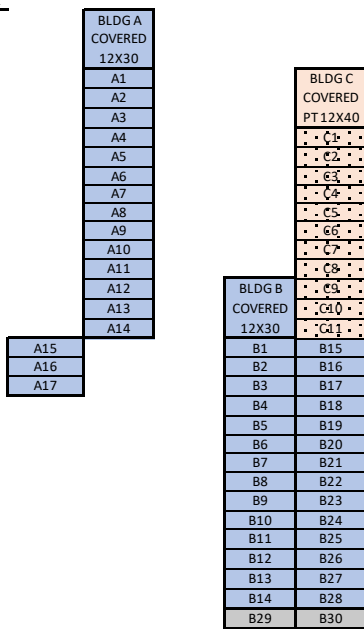 BLDG A
COVERED
12X30
A1
A2
A3
A4
A5
A6
A7
A8
A9
A10
A11
A12
A13
A14
A15
A16
A17
BLDG B
COVERED
12X30
B1
B2
B3
B4
B5
B6
B7
B8
B9
B10
B11
B12
B13
B14
B29
BLDG C
COVERED
PT 12X40
C1
C2
C3
C4
C5
C6
C7
C8
C9
C10
C11
B15
B16
B17
B18
B19
B20
B21
B22
B23
B24
B25
B26
B27
B28
B30